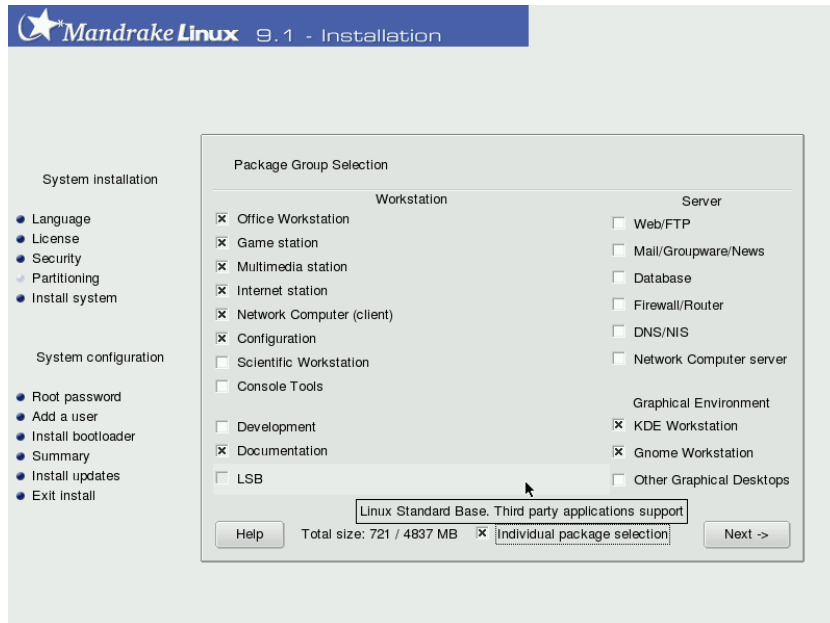 Mandrake Linux 9.1 - Installation
System installation
Language
License
Security
Partitioning
Install system
System configuration
Root password
Add a user
Install bootloader
Summary
Install updates
Exit install
Package Group Selection
Workstation
Office Workstation
Game station
Multimedia station
Internet station
Network Computer (client)
Configuration
Scientific Workstation
Console Tools
Development
Documentation
LSB
Server
Web/FTP
Mail/Groupware/News
Database
Firewall/Router
DNS/NIS
Network Computer server
Graphical Environment
KDE Workstation
Gnome Workstation
Other Graphical Desktops
Linux Standard Base. Third party applications support
Help
Total size: 721 / 4837 MB
Individual package selection
Next ->